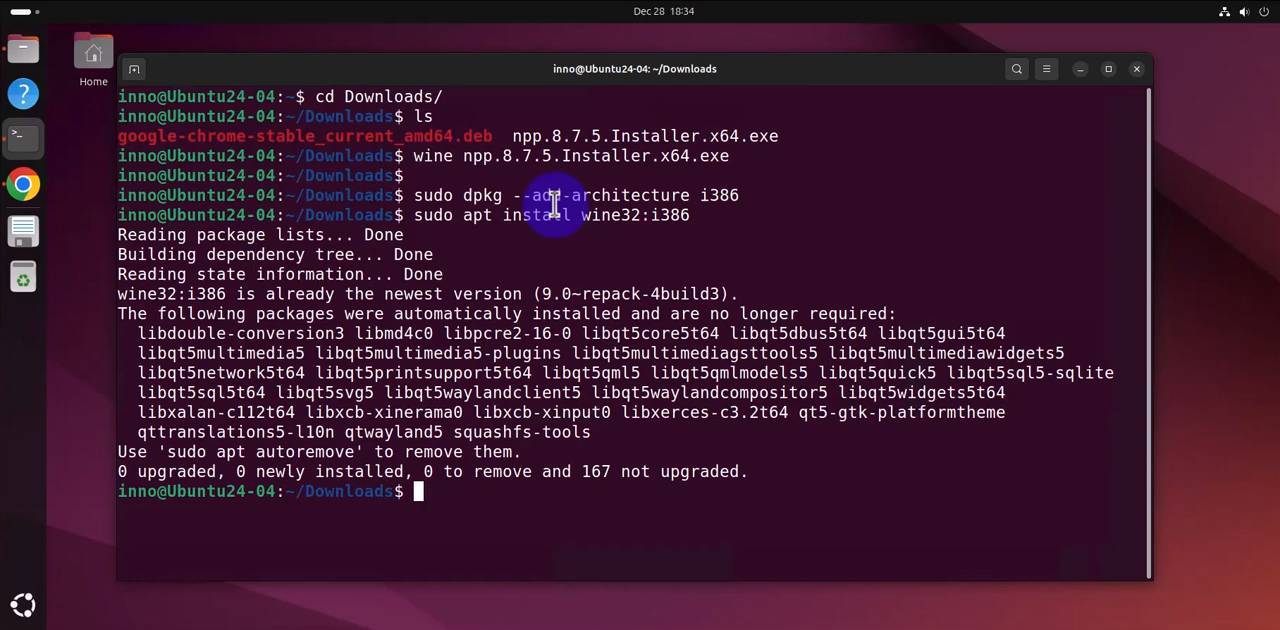 Dec 28 18:34
Home
inno@Ubuntu24-04: ~/Downloads
inno@Ubuntu24-04:~$ cd Downloads/
inno@Ubuntu24-04:~/Downloads$ ls
google-chrome-stable_current_amd64.deb  npp.8.7.5.Installer.x64.exe
inno@Ubuntu24-04:~/Downloads$ wine npp.8.7.5.Installer.x64.exe
inno@Ubuntu24-04:~/Downloads$
inno@Ubuntu24-04:~/Downloads$ sudo dpkg --add-architecture i386
inno@Ubuntu24-04:~/Downloads$ sudo apt install wine32:i386
Reading package lists... Done
Building dependency tree... Done
Reading state information... Done
wine32:i386 is already the newest version (9.0~repack-4build3).
The following packages were automatically installed and are no longer required:
libdouble-conversion3 libmd4c0 libpcre2-16-0 libqt5core5t64 libqt5dbus5t64 libqt5gui5t64
libqt5multimedia5 libqt5multimedia5-plugins libqt5multimediagsttools5 libqt5multimediawidgets5
libqt5network5t64 libqt5printsupport5t64 libqt5qml5 libqt5qmlmodels5 libqt5quick5 libqt5sql5-sqlite
libqt5sql5t64 libqt5svg5 libqt5waylandclient5 libqt5waylandcompositor5 libqt5widgets5t64
libxalan-c112t64 libxcb-xinerama0 libxcb-xinput0 libxerces-c3.2t64 qt5-gtk-platformtheme
qttranslations5-l10n qtwayland5 squashfs-tools
Use 'sudo apt autoremove' to remove them.
0 upgraded, 0 newly installed, 0 to remove and 167 not upgraded.
inno@Ubuntu24-04:~/Downloads$